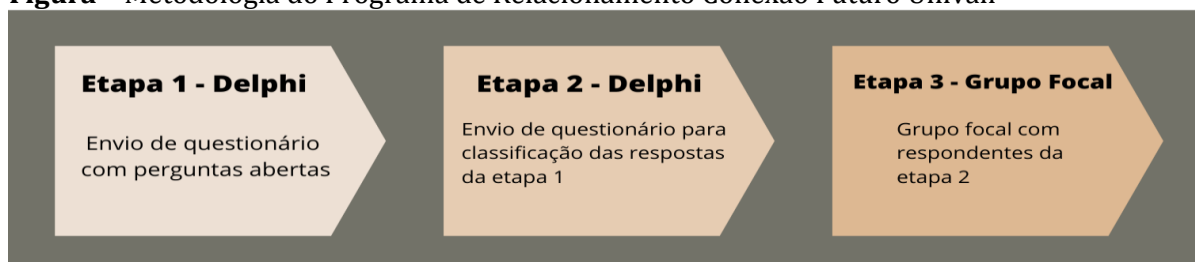 Figura – Metodologia do Programa de Relacionamento Conexão Futuro Univali
Etapa 1 - Delphi
Envio de questionário
com perguntas abertas
Etapa 2 - Delphi
Envio de questionário para
classificação das respostas
da etapa 1
Etapa 3 - Grupo Focal
Grupo focal com
respondentes da
etapa 2